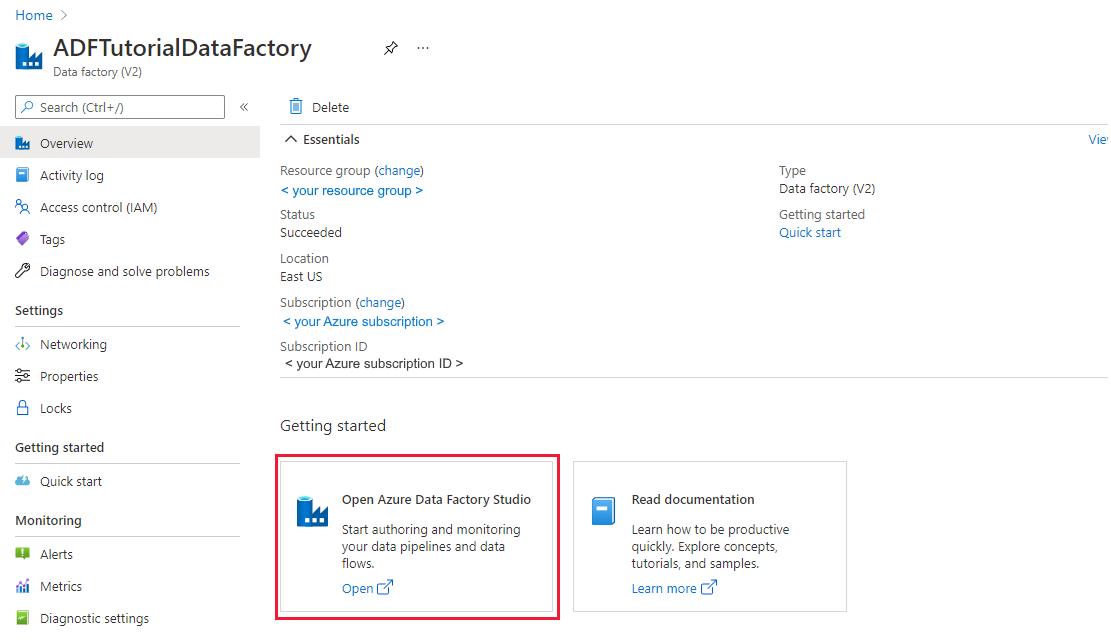 Home
ADFTutorialDataFactory
Data factory (V2)
Search (Ctrl+/)
Overview
Activity log
Access control (IAM)
Tags
Diagnose and solve problems
Settings
Networking
Properties
Locks
Getting started
Quick start
Monitoring
Alerts
Metrics
Diagnostic settings
Delete
Essentials
Resource group (change)
< your resource group >
Status
Succeeded
Location
East US
Subscription (change)
< your Azure subscription >
Subscription ID
< your Azure subscription ID >
Type
Data factory (V2)
Getting started
Quick start
Getting started
Open Azure Data Factory Studio
Start authoring and monitoring
your data pipelines and data
flows.
Open
Read documentation
Learn how to be productive
quickly. Explore concepts,
tutorials, and samples.
Learn more